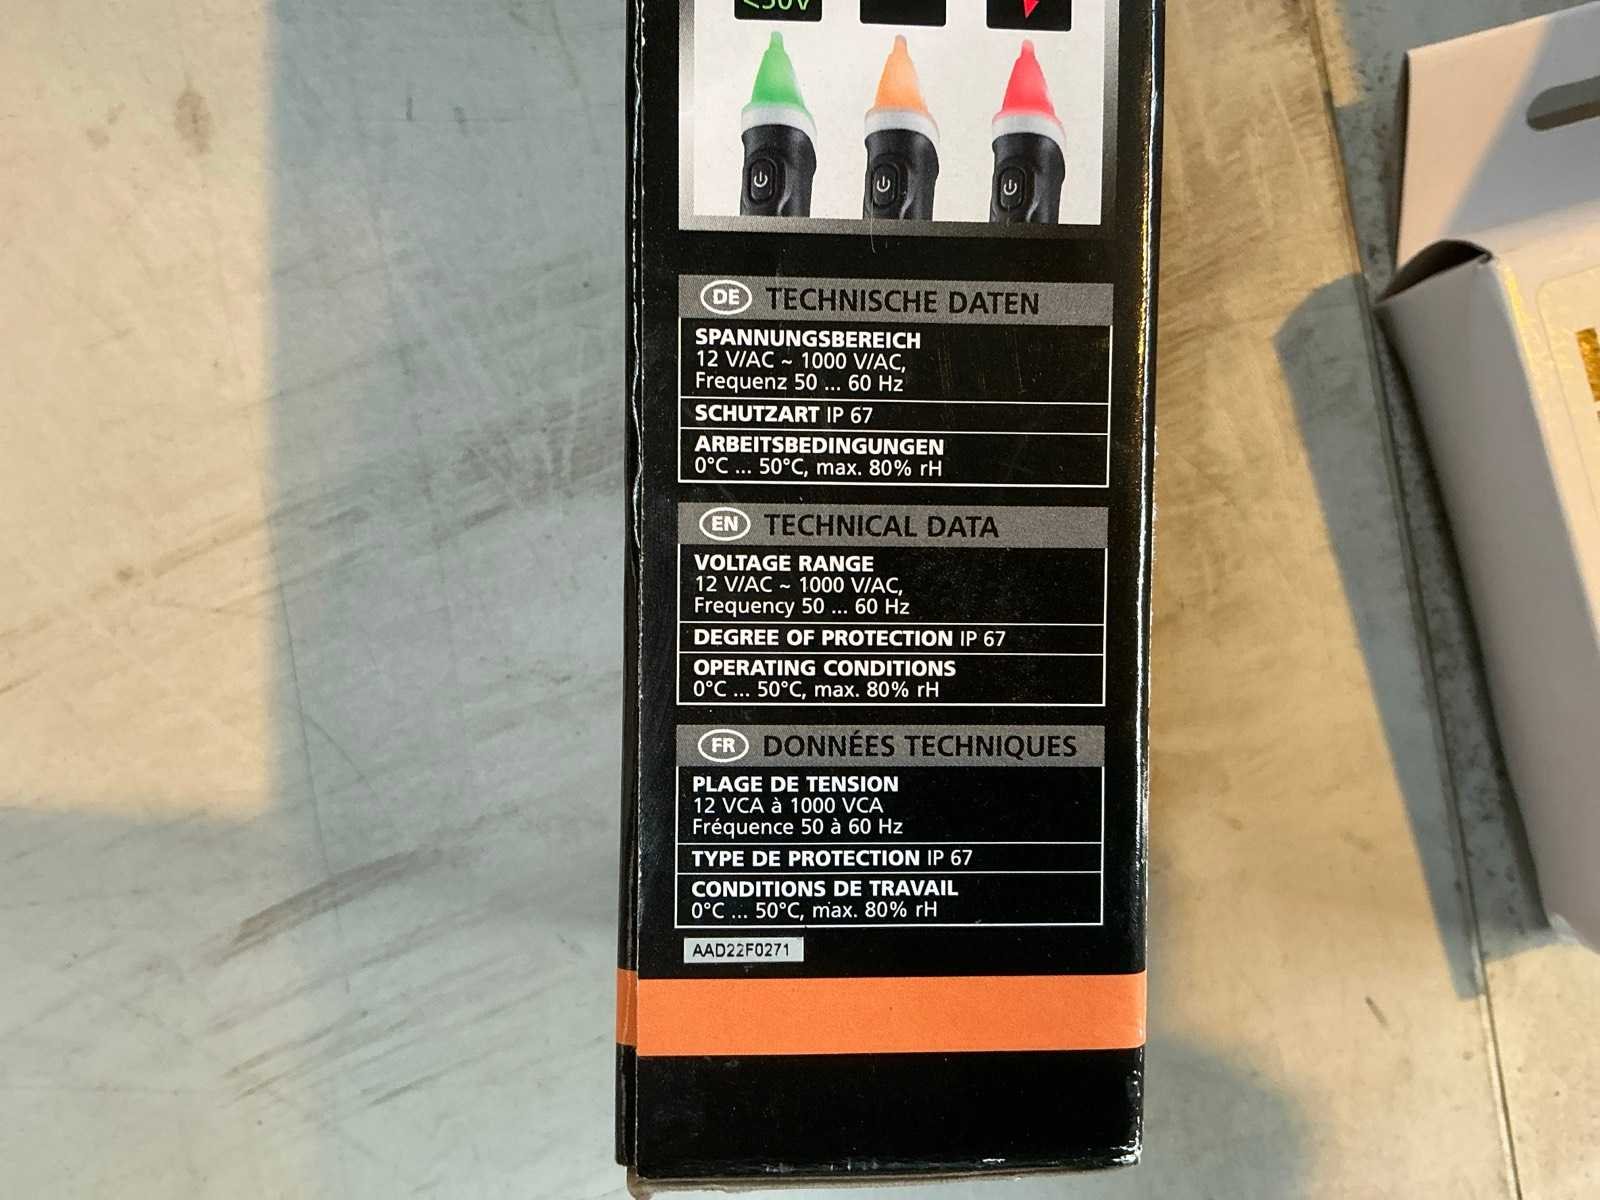 <50V
DE TECHNISCHE DATEN
SPANNUNGSBEREICH
12 V/AC ~ 1000 V/AC,
Frequenz 50 ... 60 Hz
SCHUTZART IP 67
ARBEITSBEDINGUNGEN
0°C ... 50°C, max. 80% rH
EN TECHNICAL DATA
VOLTAGE RANGE
12 V/AC ~ 1000 V/AC,
Frequency 50 ... 60 Hz
DEGREE OF PROTECTION IP 67
OPERATING CONDITIONS
0°C ... 50°C, max. 80% rH
FR DONNÉES TECHNIQUES
PLAGE DE TENSION
12 VCA à 1000 VCA
Fréquence 50 à 60 Hz
TYPE DE PROTECTION IP 67
CONDITIONS DE TRAVAIL
0°C ... 50°C, max. 80% rH
AAD22F0271